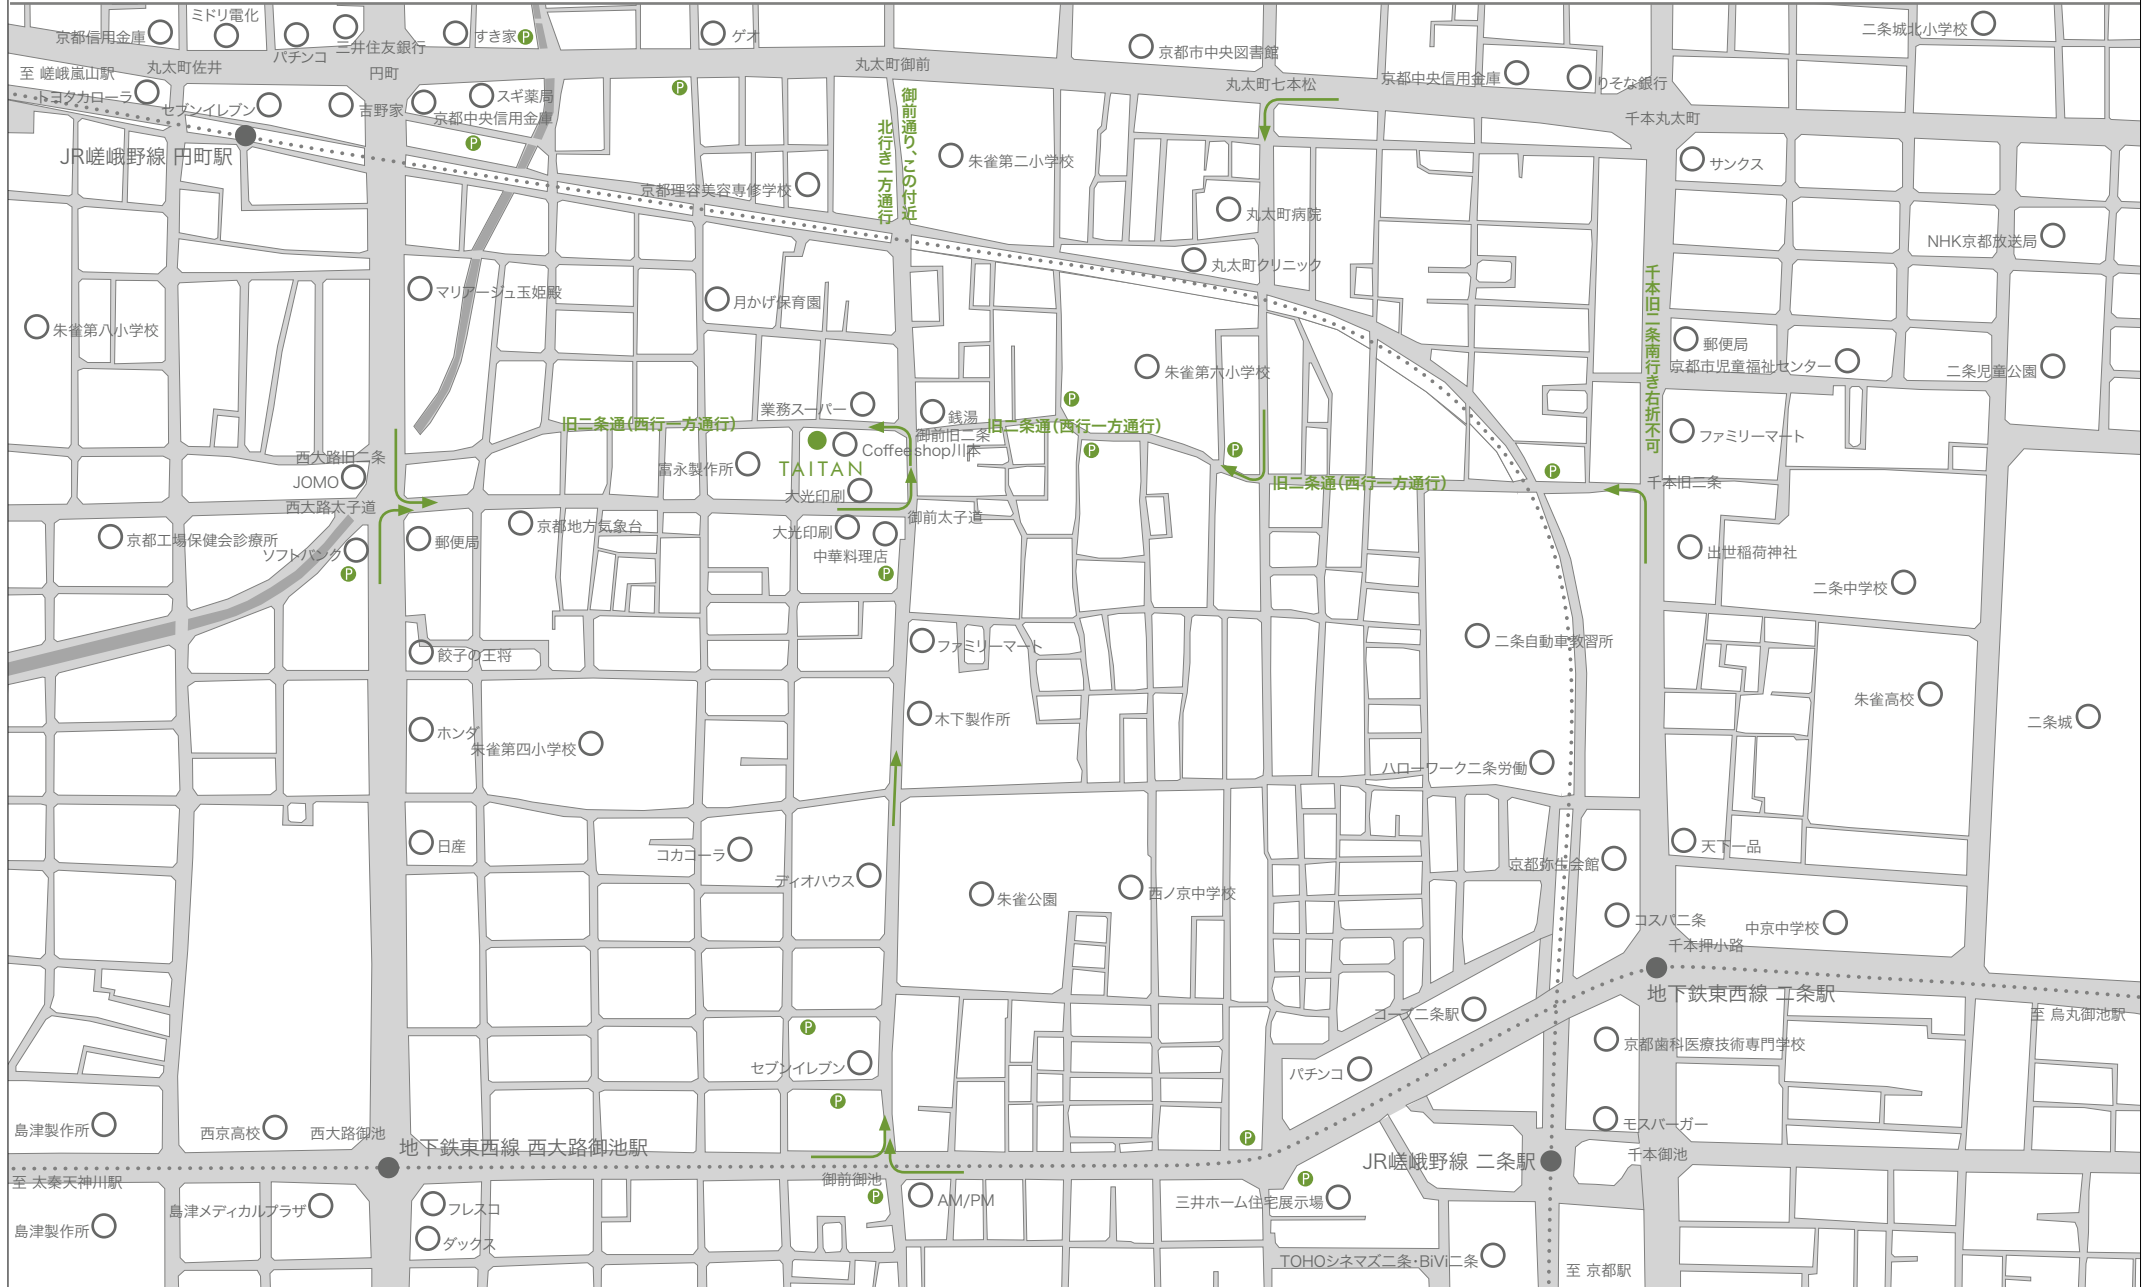 ミドリ電化
京都信用金庫
パチンコ
三井住友銀行
すき家
P
ゲオ
京都市中央図書館
二条城北小学校
至 嵯峨嵐山駅
丸太町佐井
円町
丸太町御前
丸太町七本松
京都中央信用金庫
りそな銀行
トヨタカローラ
セブンイレブン
吉野家
スギ薬局
京都中央信用金庫
P
P
千本丸太町
JR嵯峨野線 円町駅
御前通り、この付近
北行き一方通行
朱雀第二小学校
サンクス
京都理容美容専修学校
丸太町病院
NHK京都放送局
丸太町クリニック
マリアージュ玉姫殿
月かげ保育園
千本旧二条南行き右折不可
朱雀第八小学校
郵便局
京都市児童福祉センター
二条児童公園
朱雀第六小学校
P
業務スーパー
銭湯
旧二条通(西行一方通行)
旧二条通(西行一方通行)
御前旧二条
ファミリーマート
Coffee shop川本
P
P
西大路旧二条
富永製作所
TAITAN
P
JOMO
大光印刷
旧二条通(西行一方通行)
千本旧二条
西大路太子道
御前太子道
京都工場保健会診療所
ソフトバンク
郵便局
京都地方気象台
大光印刷
中華料理店
出世稲荷神社
P
P
二条中学校
餃子の王将
ファミリーマート
二条自動車教習所
朱雀高校
二条城
ホンダ
朱雀第四小学校
木下製作所
ハローワーク二条労働
日産
コカコーラ
天下一品
ディオハウス
京都弥生会館
朱雀公園
西ノ京中学校
コスパ二条
中京中学校
千本押小路
地下鉄東西線 二条駅
コープ二条駅
至 烏丸御池駅
P
京都歯科医療技術専門学校
セブンイレブン
パチンコ
P
島津製作所
西京高校
西大路御池
モスバーガー
P
地下鉄東西線 西大路御池駅
JR嵯峨野線 二条駅
千本御池
至 太秦天神川駅
御前御池
P
P
島津メディカルプラザ
フレスコ
AM/PM
三井ホーム住宅展示場
島津製作所
ダックス
TOHOシネマズ二条・BiVi二条
至 京都駅